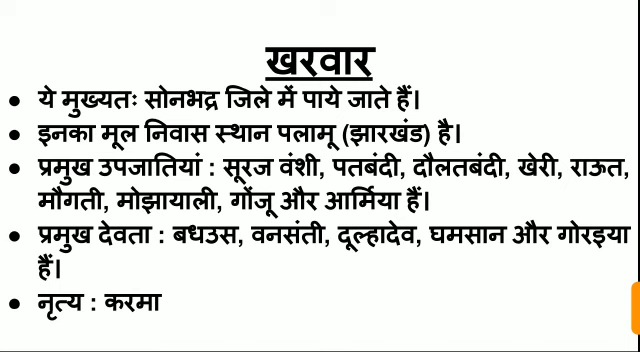 खरवार
● ये मुख्यतः सोनभद्र जिले में पाये जाते हैं।
● इनका मूल निवास स्थान पलामू (झारखंड) है।
● प्रमुख उपजातियां : सूरज वंशी, पतबंदी, दौलतबंदी, खेरी, राऊत,
मौगती, मोझायाली, गोंजू और आर्मिया हैं।
● प्रमुख देवता : बधउस, वनसंती, दूल्हादेव, घमसान और गोरइया
हैं।
● नृत्य : करमा